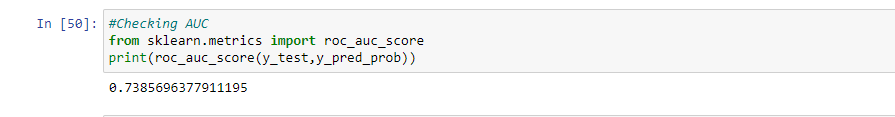 In [50]: #Checking AUC
from sklearn.metrics import roc_auc_score
print(roc_auc_score(y_test,y_pred_prob))
0.7385696377911195